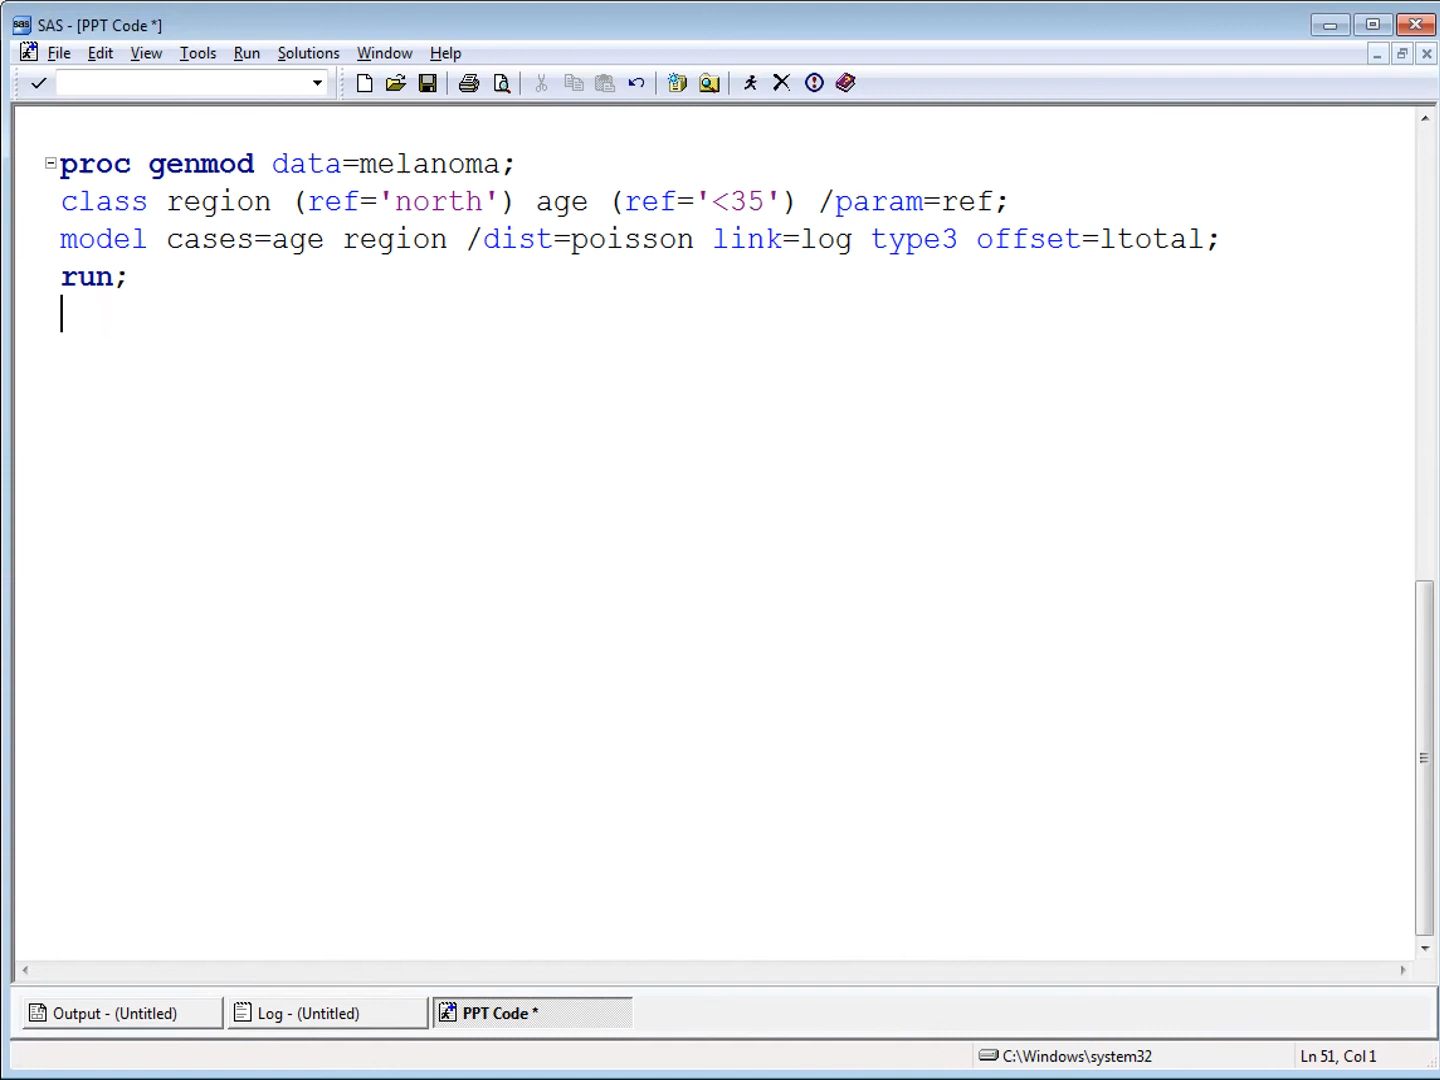 SAS - [PPT Code *]
File Edit View Tools Run Solutions Window Help
proc genmod data=melanoma;
class region (ref='north') age (ref='<35') /param=ref;
model cases=age region /dist=poisson link=log type3 offset=ltotal;
run;
Output - (Untitled) Log - (Untitled) PPT Code *
C:\Windows\system32 Ln 51, Col 1